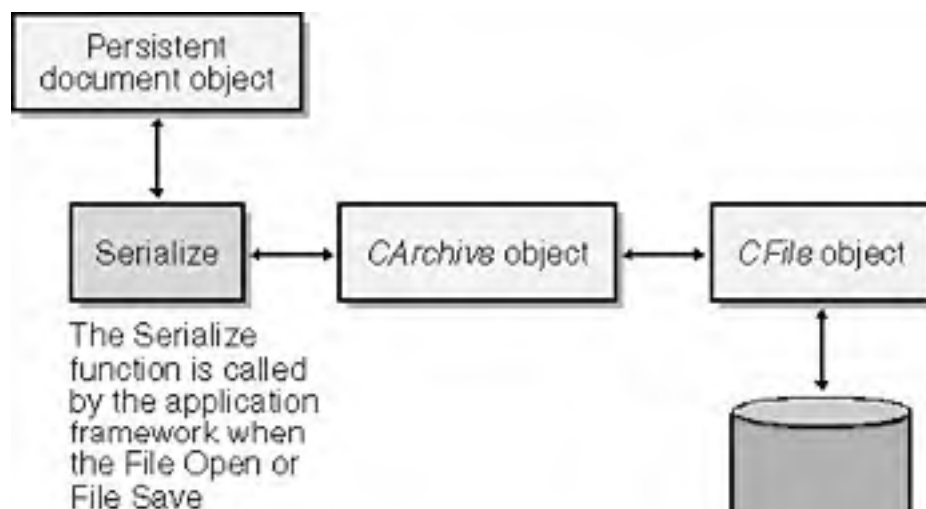 Persistent
document object
Serialize
CArchive object
CFile object
The Serialize
function is called
by the application
framework when
the File Open or
File Save